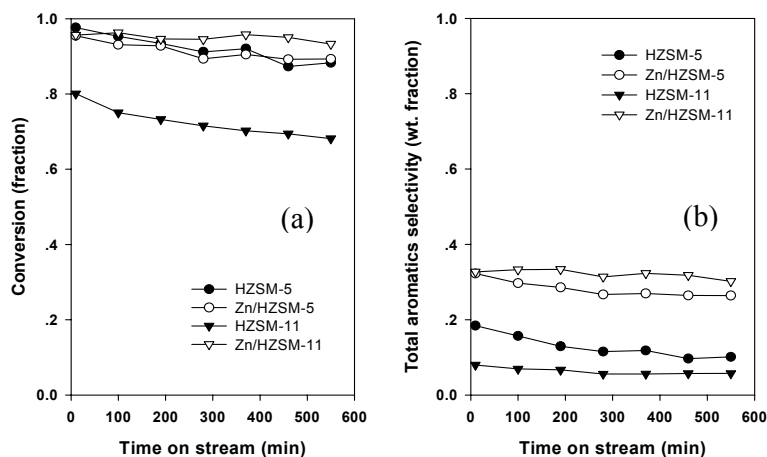 1.0
.8
.6
.4
.2
0.0
Conversion (fraction)
(a)
HZSM-5
Zn/HZSM-5
HZSM-11
Zn/HZSM-11
0 100 200 300 400 500 600
Time on stream (min)
1.0
.8
.6
.4
.2
0.0
Total aromatics selectivity (wt. fraction)
HZSM-5
Zn/HZSM-5
HZSM-11
Zn/HZSM-11
(b)
0 100 200 300 400 500 600
Time on stream (min)